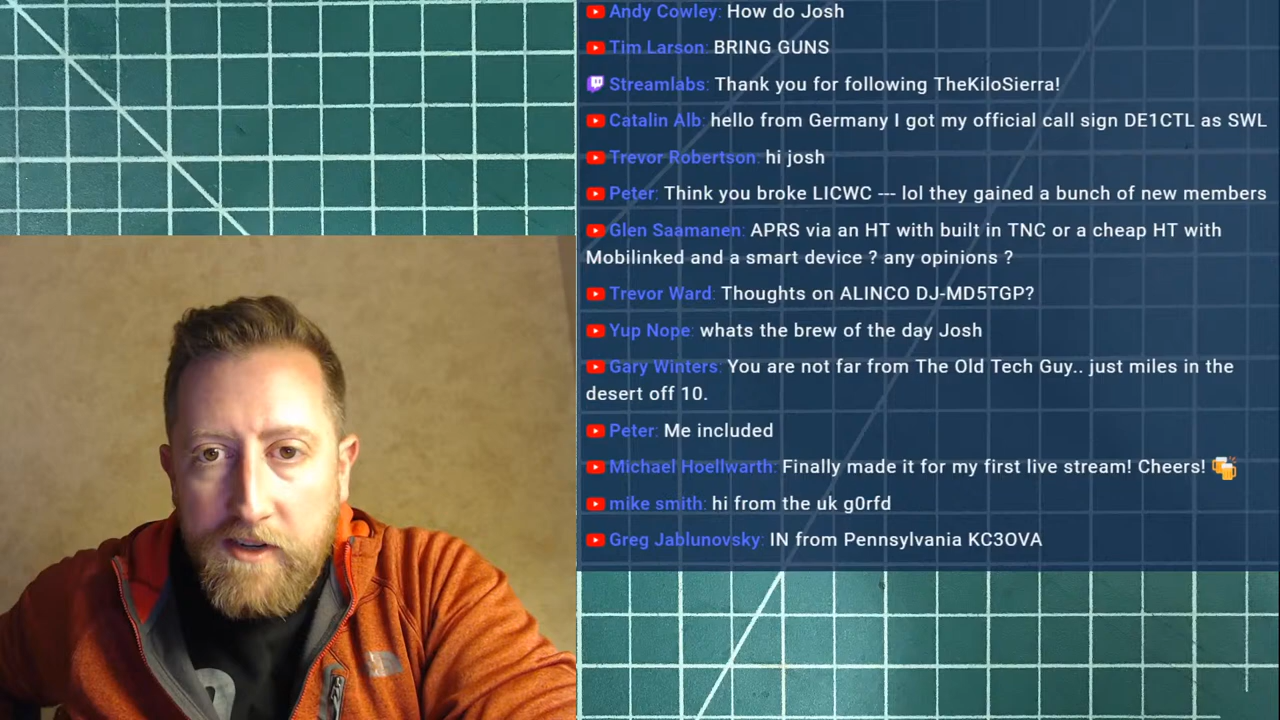 Andy Cowley: How do Josh
Tim Larson: BRING GUNS
Streamlabs: Thank you for following TheKiloSierra!
Catalin Alb: hello from Germany I got my official call sign DE1CTL as SWL
Trevor Robertson: hi josh
Peter: Think you broke LICWC --- lol they gained a bunch of new members
Glen Saamanen: APRS via an HT with built in TNC or a cheap HT with
Mobilinked and a smart device ? any opinions ?
Trevor Ward: Thoughts on ALINCO DJ-MD5TGP?
Yup Nope: whats the brew of the day Josh
Gary Winters: You are not far from The Old Tech Guy.. just miles in the
desert off 10.
Peter: Me included
Michael Hoellwarth: Finally made it for my first live stream! Cheers! 🍻
mike smith: hi from the uk g0rfd
Greg Jablunovsky: IN from Pennsylvania KC3OVA